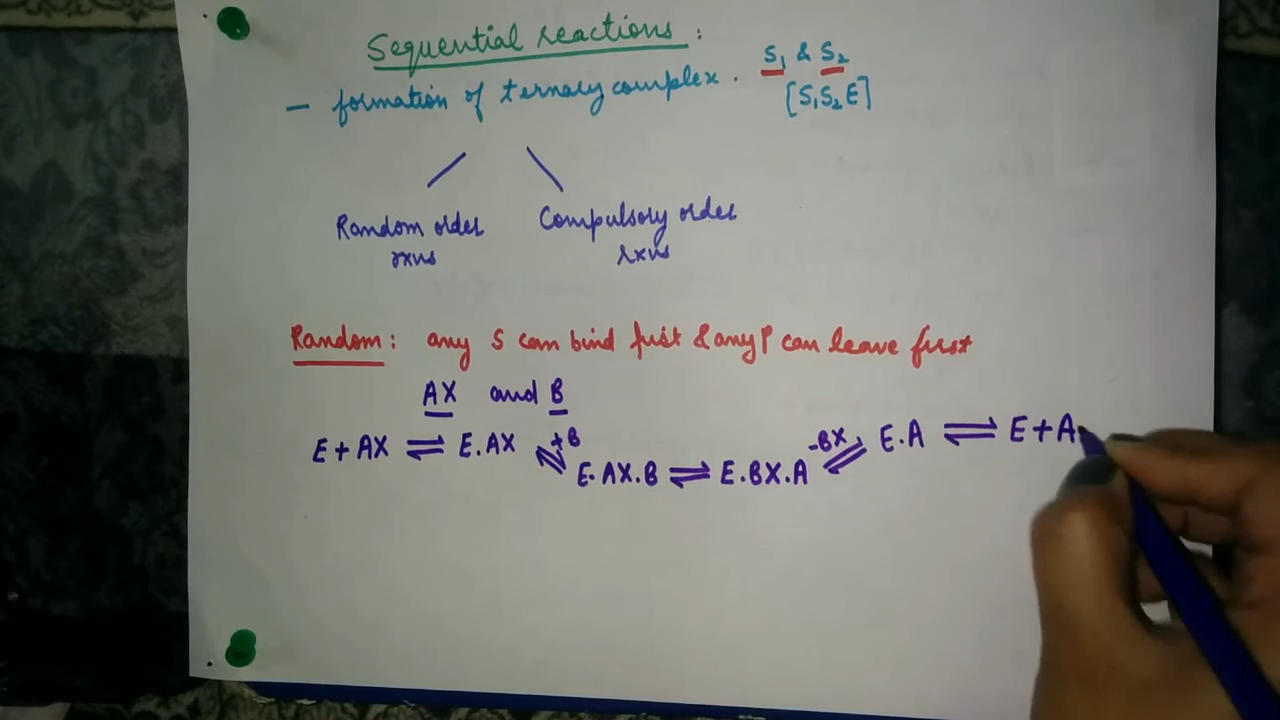 Sequential reactions :
— formation of ternary complex . S₁ & S₂
[S₁S₂E]
Random order rxns
Compulsory order rxns
Random : any S can bind first & any P can leave first
AX and B
E + AX ⇌ E.AX ⇌ +B E.AX.B ⇌ E.BX.A ⇌ -BX E.A ⇌ E+A